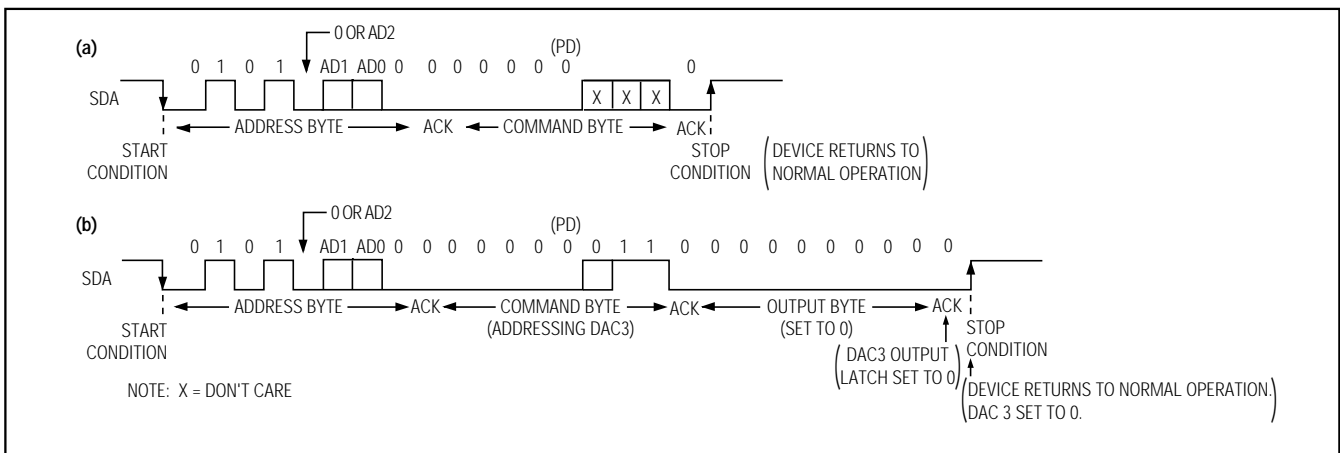 (a)
0 OR AD2
(PD)
0 1 0 1 AD1 AD0 0 0 0 0 0 0 0 0
SDA
X X X
ADDRESS BYTE ACK COMMAND BYTE ACK
START
CONDITION
STOP
CONDITION
(DEVICE RETURNS TO
NORMAL OPERATION)
(b)
0 OR AD2
(PD)
0 1 0 1 AD1 AD0 0 0 0 0 0 0 0 0 1 1 0 0 0 0 0 0 0 0 0 0
SDA
ADDRESS BYTE ACK COMMAND BYTE ACK OUTPUT BYTE ACK
(ADDRESSING DAC3)
(SET TO 0)
START
CONDITION
STOP
CONDITION
(DAC3 OUTPUT
LATCH SET TO 0)
(DEVICE RETURNS TO NORMAL OPERATION.
DAC 3 SET TO 0.)
NOTE: X = DON'T CARE